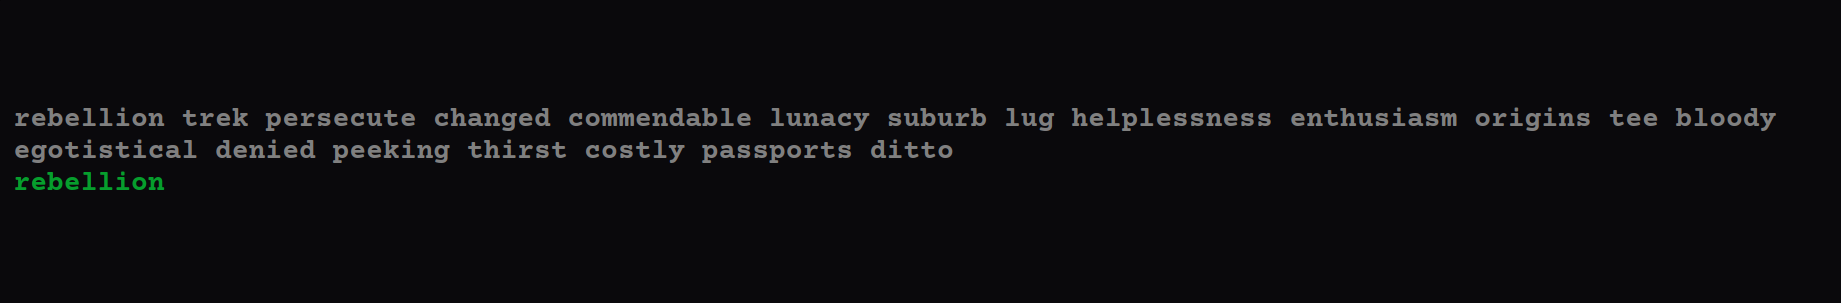 rebellion trek persecute changed commendable lunacy suburb lug helplessness enthusiasm origins tee bloody
egotistical denied peeking thirst costly passports ditto
rebellion